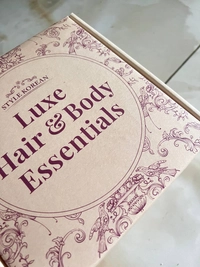 STYLE KOREAN
Luxe
Hair & Body
Essentials